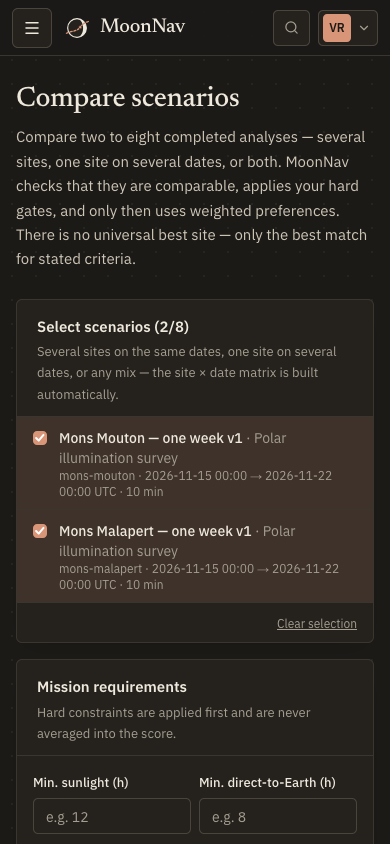 MoonNav
VR
Compare scenarios
Compare two to eight completed analyses — several
sites, one site on several dates, or both. MoonNav
checks that they are comparable, applies your hard
gates, and only then uses weighted preferences.
There is no universal best site — only the best match
for stated criteria.
Select scenarios (2/8)
Several sites on the same dates, one site on several
dates, or any mix — the site × date matrix is built
automatically.
Mons Mouton — one week v1 · Polar
illumination survey
mons-mouton · 2026-11-15 00:00 → 2026-11-22
00:00 UTC · 10 min
Mons Malapert — one week v1 · Polar
illumination survey
mons-malapert · 2026-11-15 00:00 → 2026-11-22
00:00 UTC · 10 min
Clear selection
Mission requirements
Hard constraints are applied first and are never
averaged into the score.
Min. sunlight (h) Min. direct-to-Earth (h)
e.g. 12 e.g. 8